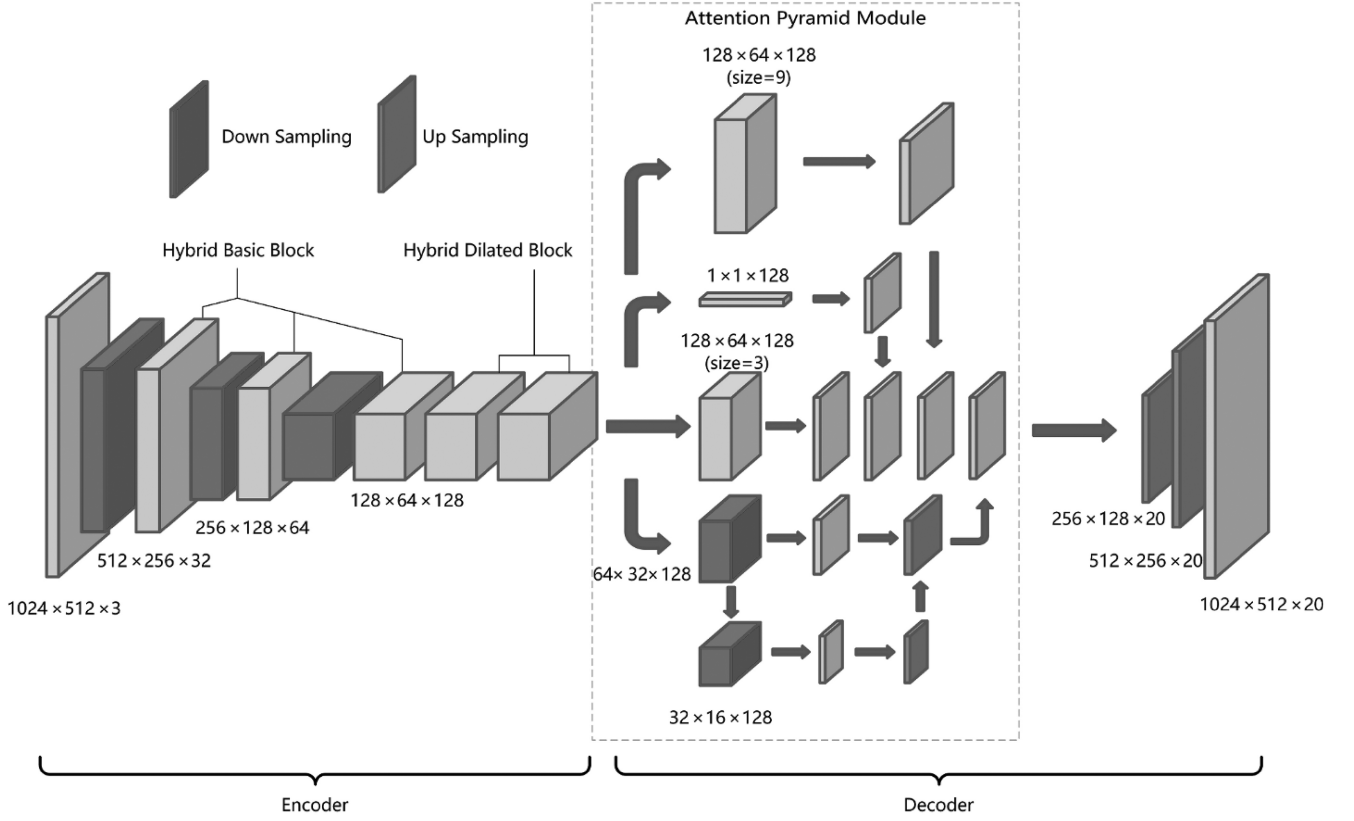 Attention Pyramid Module
128×64×128
(size=9)
Down Sampling
Up Sampling
Hybrid Basic Block
Hybrid Dilated Block
1×1×128
128×64×128
(size=3)
128×64×128
256×128×64
512×256×32
1024×512×3
64×32×128
32×16×128
256×128×20
512×256×20
1024×512×20
Encoder
Decoder